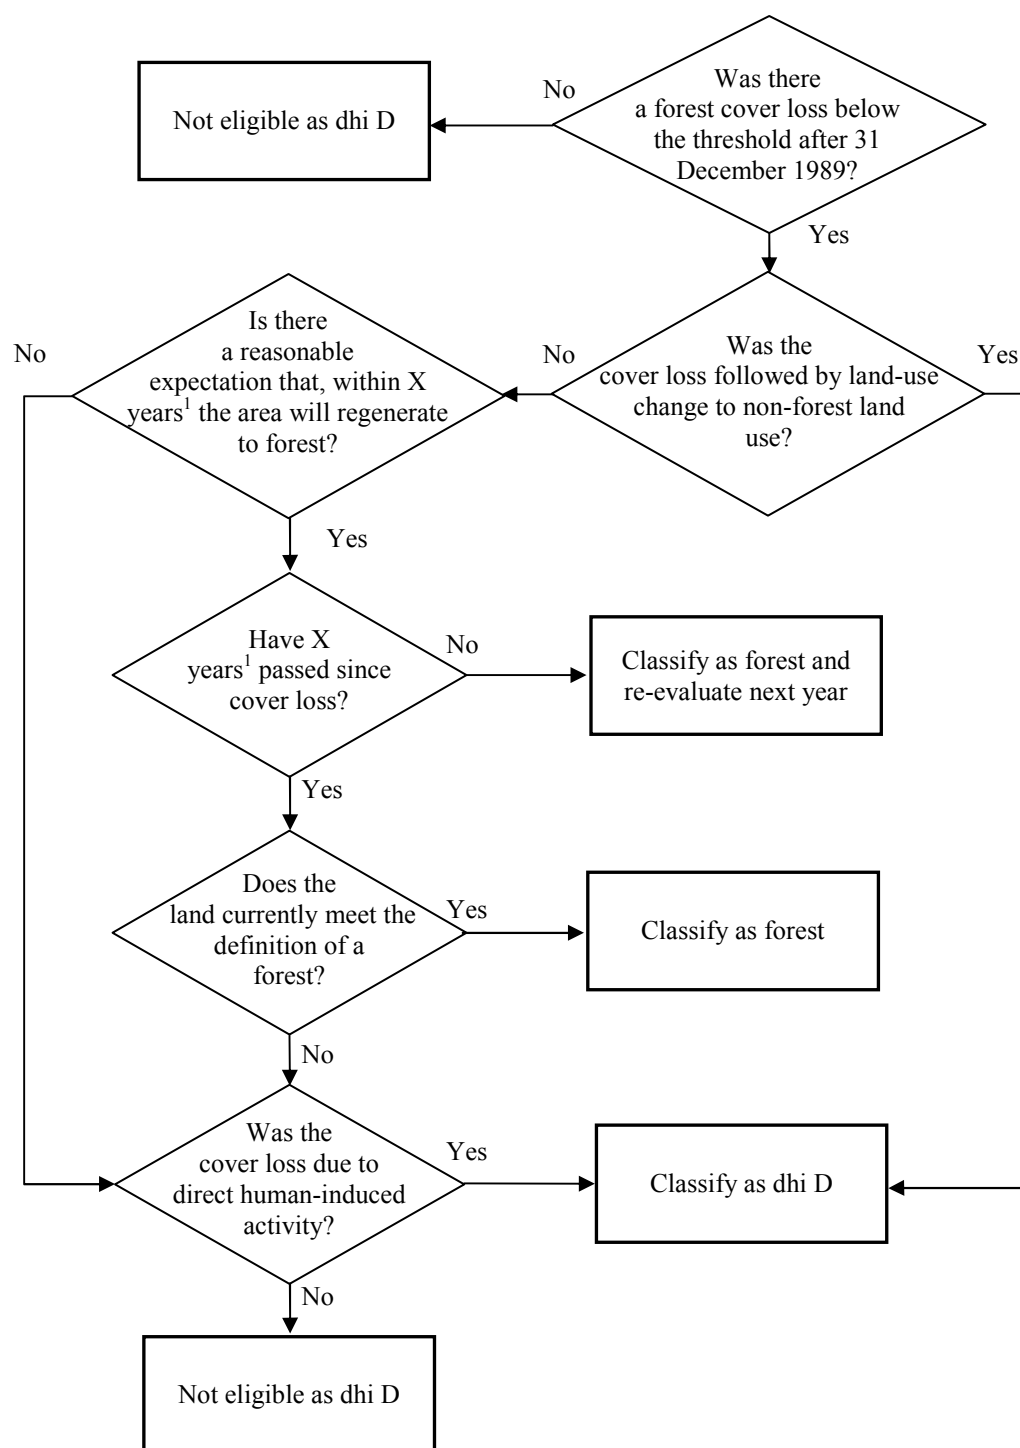 Was there
a forest cover loss below
the threshold after 31
December 1989?
No
Not eligible as dhi D
Yes
Was the
cover loss followed by land-use
change to non-forest land
use?
Yes
No
Is there
a reasonable
expectation that, within X
years¹ the area will regenerate
to forest?
No
Yes
Have X
years¹ passed since
cover loss?
No
Classify as forest and
re-evaluate next year
Yes
Does the
land currently meet the
definition of a
forest?
Yes
Classify as forest
No
Was the
cover loss due to
direct human-induced
activity?
Yes
Classify as dhi D
No
Not eligible as dhi D